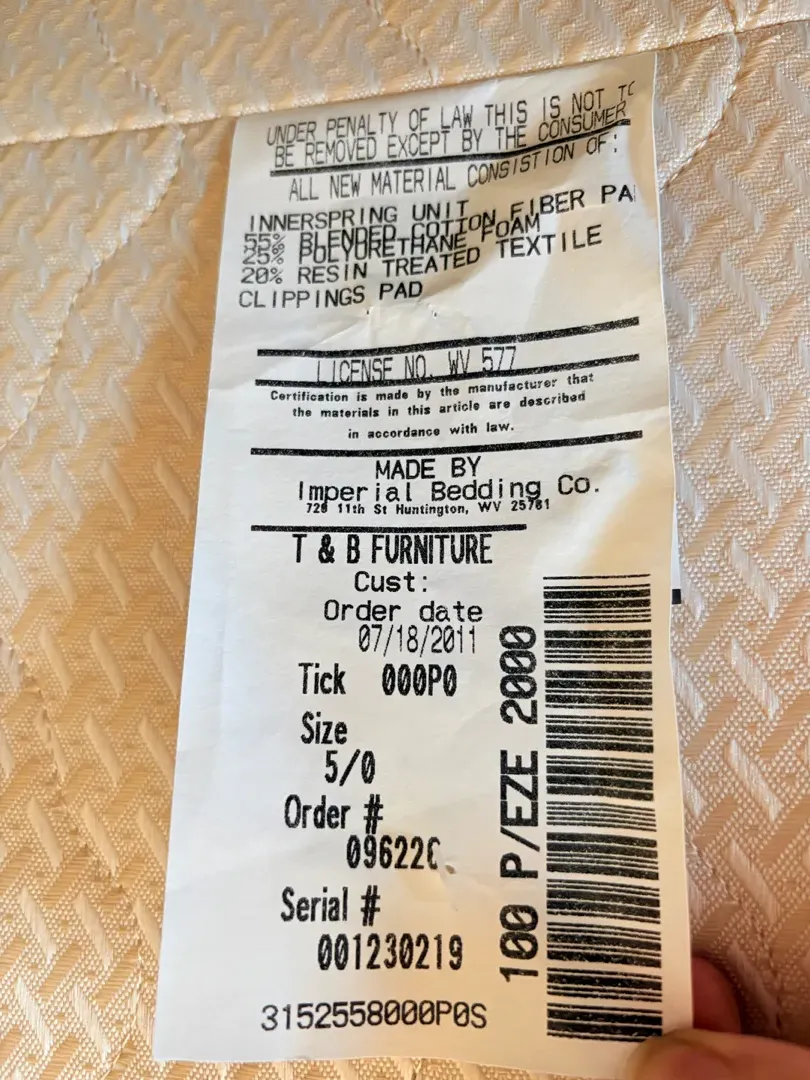 UNDER PENALTY OF LAW THIS IS NOT TO
BE REMOVED EXCEPT BY THE CONSUMER
ALL NEW MATERIAL CONSISTION OF:
INNERSPRING UNIT
55% BLENDED COTTON FIBER PA
25% POLYURETHANE FOAM
20% RESIN TREATED TEXTILE
CLIPPINGS PAD
LICENSE NO. WV 577
Certification is made by the manufacturer that
the materials in this article are described
in accordance with law.
MADE BY
Imperial Bedding Co.
11th St Huntington, WV
T & B FURNITURE
Cust:
Order date
07/18/2011
Tick 000P0
Size
5/0
Order #
Serial #
001230219
3152558000P0S
100 P/EZE 2000